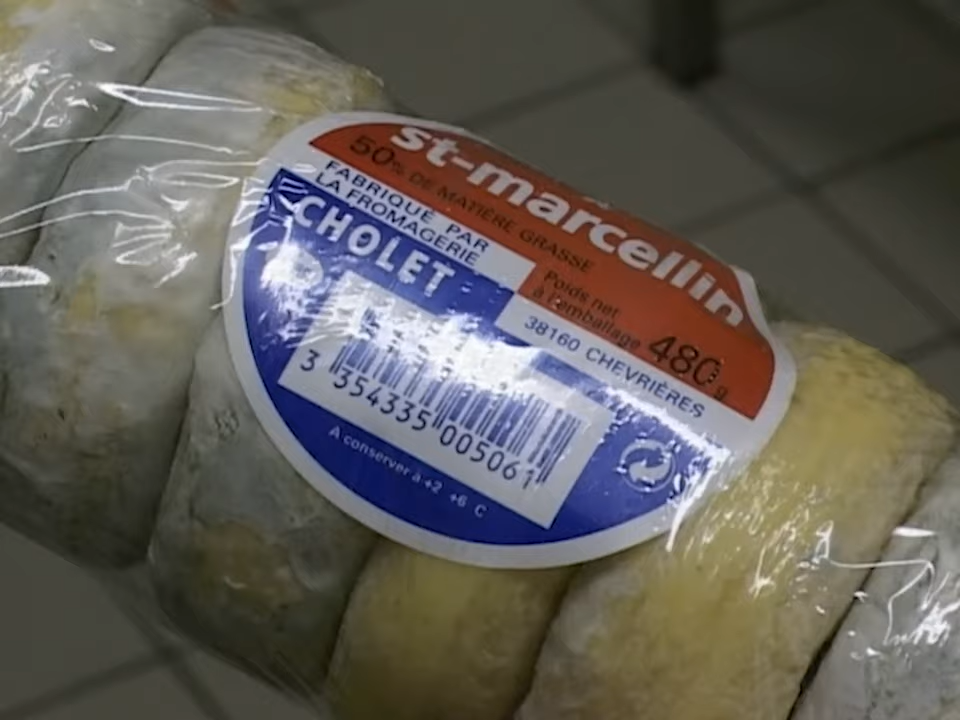 st-marcellin
50% DE MATIÈRE GRASSE
FABRIQUÉ PAR
LA FROMAGERIE
CHOLET
Poids net
à l'emballage 480g
38160 CHEVRIÈRES
3 354335 005061
A conserver à +2 +6 C